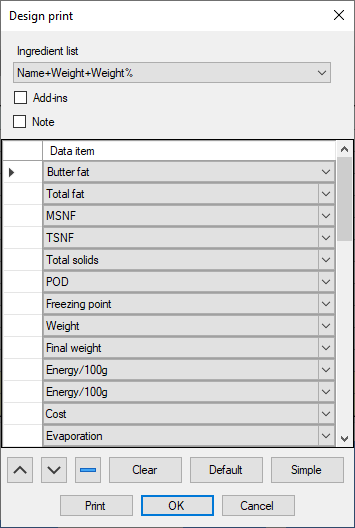 Design print
Ingredient list
Name+Weight+Weight%
Add-ins
Note
Data item
Butter fat
Total fat
MSNF
TSNF
Total solids
POD
Freezing point
Weight
Final weight
Energy/100g
Energy/100g
Cost
Evaporation
Clear Default Simple
Print OK Cancel